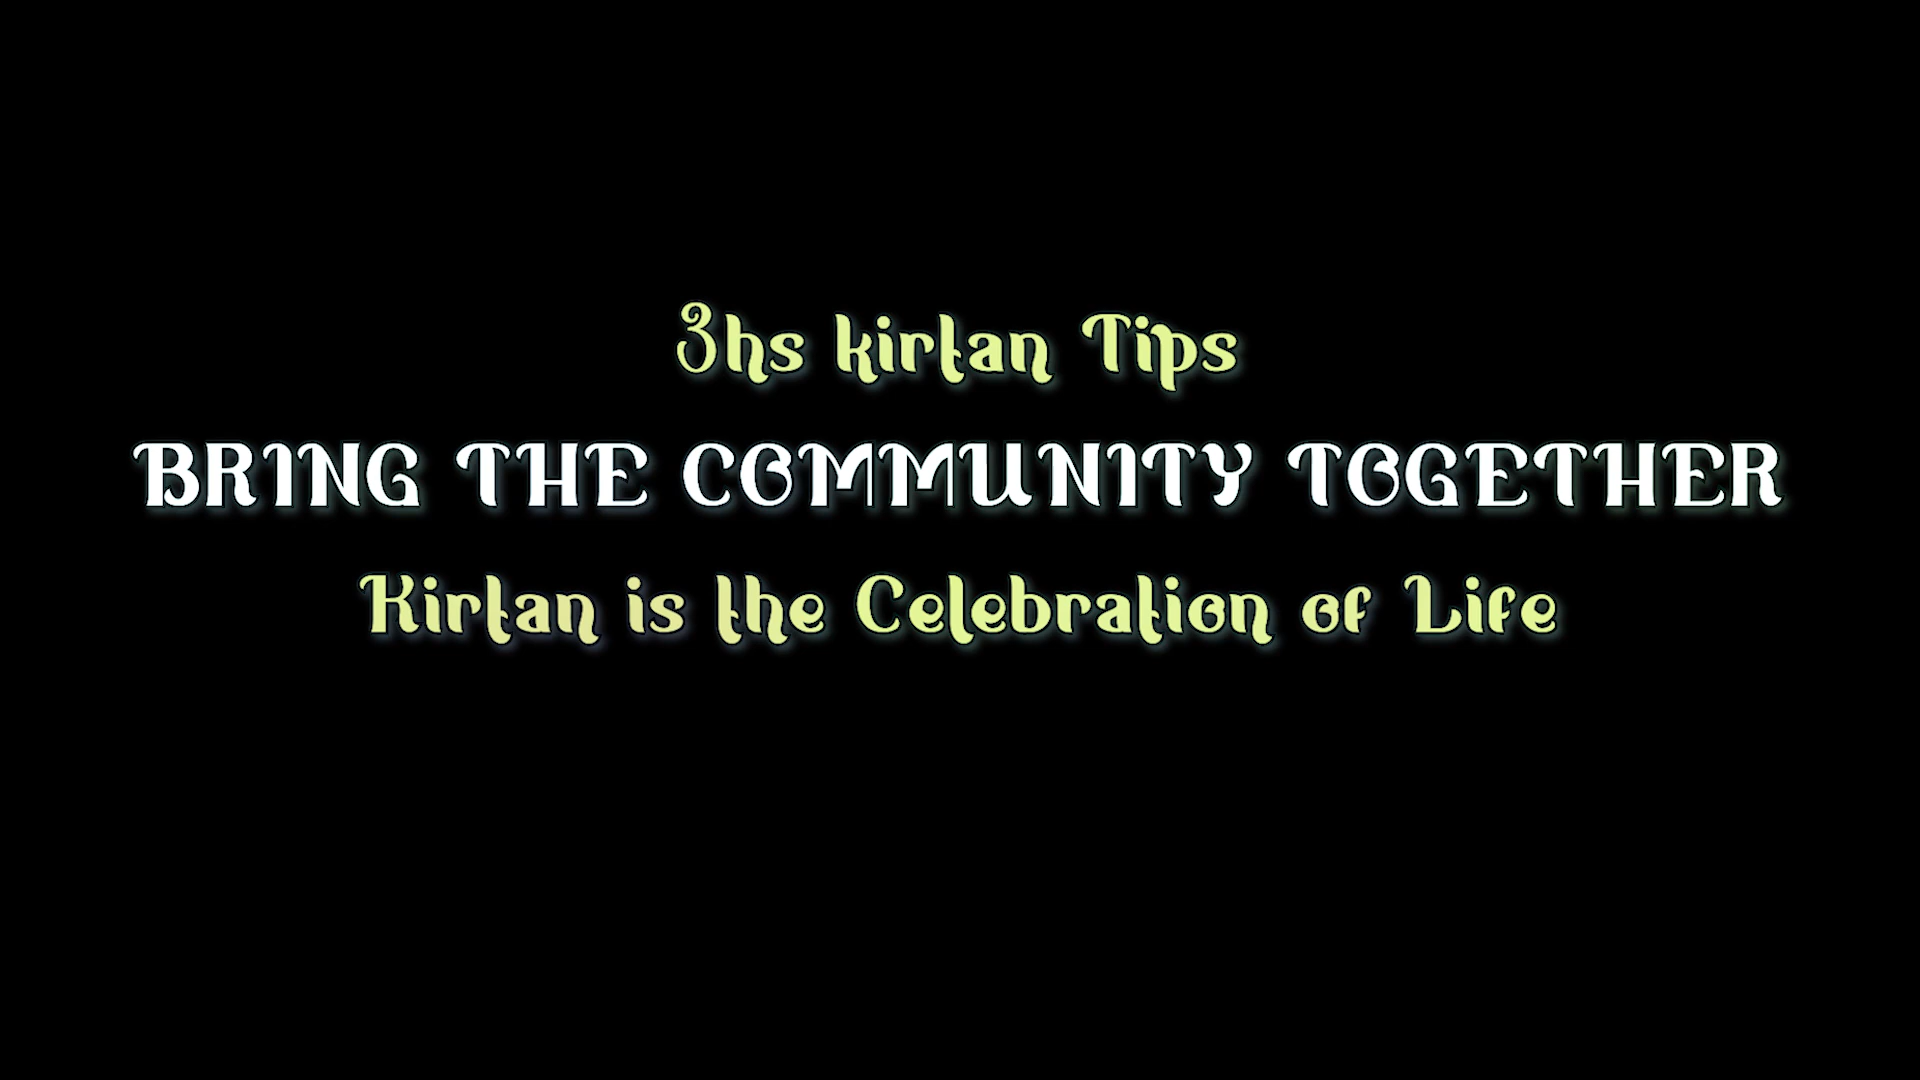 3hs kirtan Tips
BRING THE COMMUNITY TOGETHER
Kirtan is the Celebration of Life